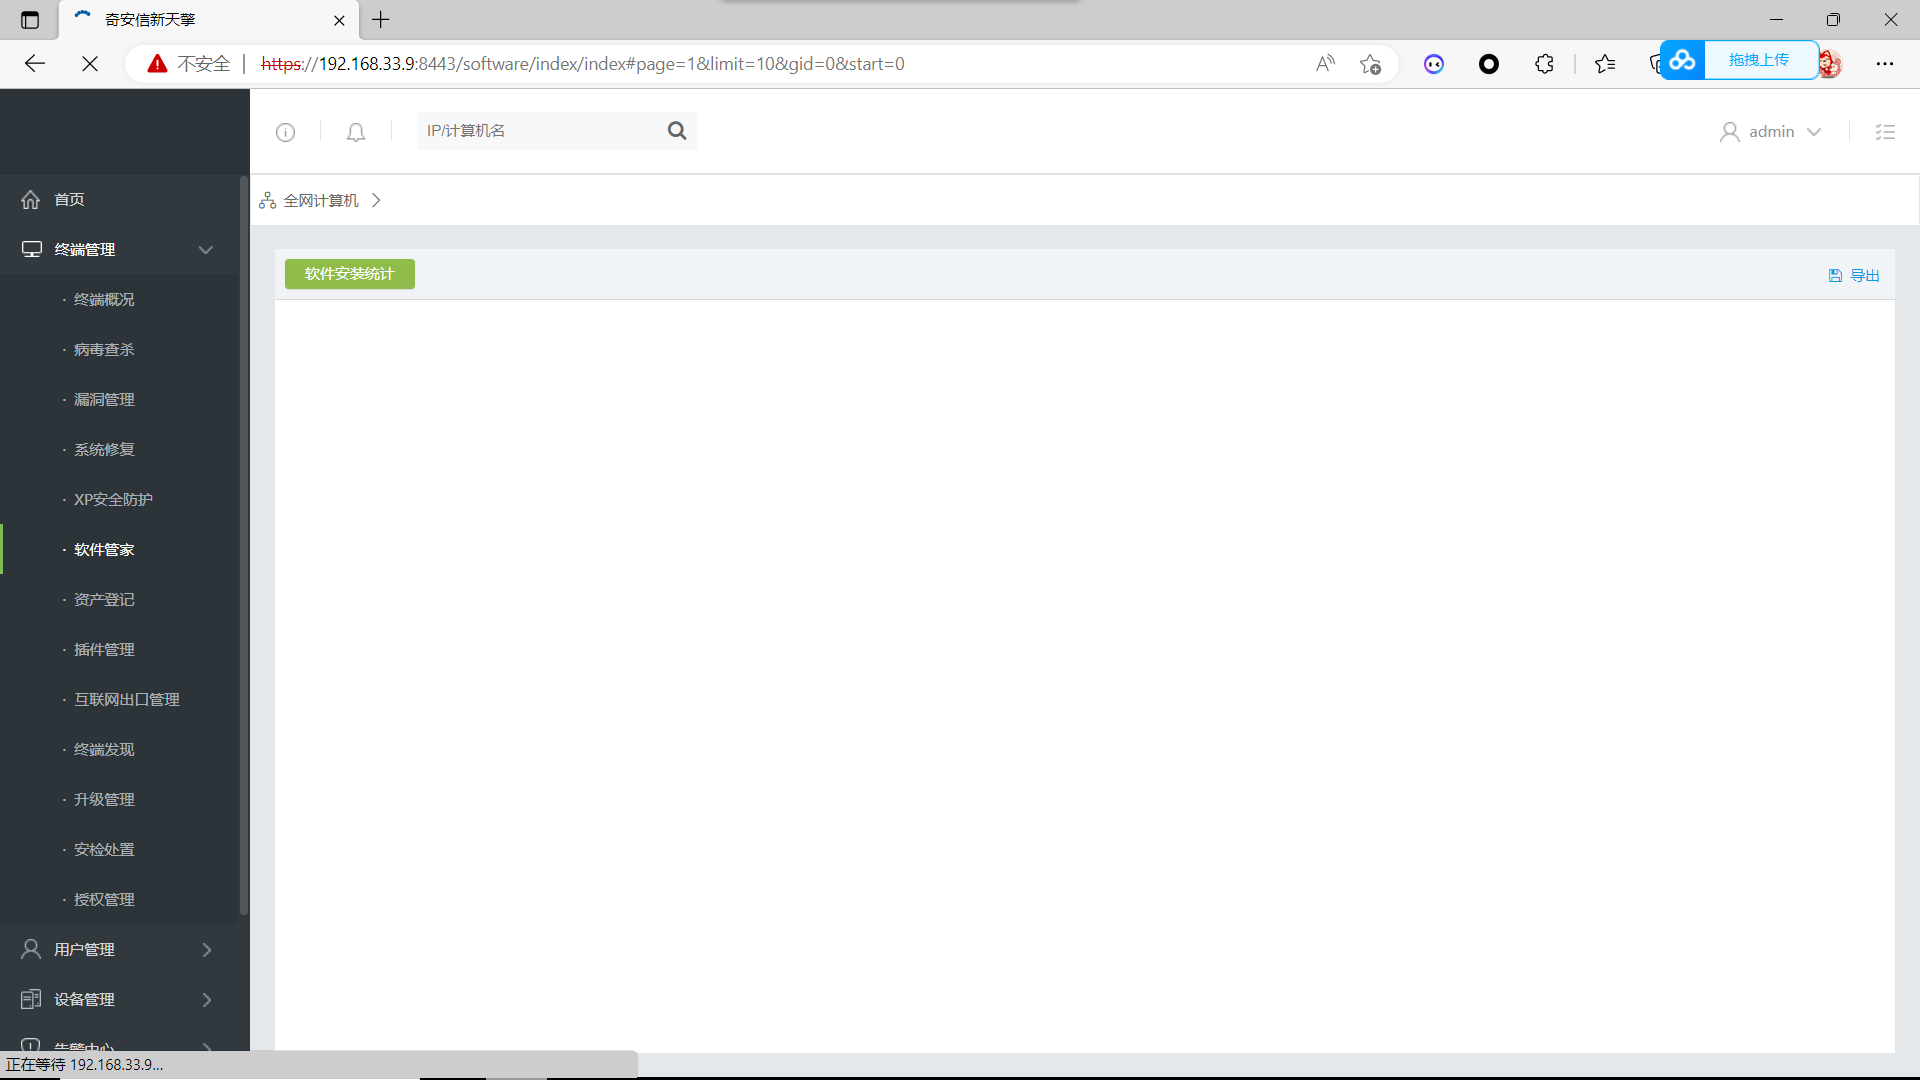 奇安信新天擎
不安全 https://192.168.33.9:8443/software/index/index#page=1&limit=10&gid=0&start=0
拖拽上传
IP/计算机名
admin
首页
全网计算机
终端管理
软件安装统计
导出
· 终端概况
· 病毒查杀
· 漏洞管理
· 系统修复
· XP安全防护
· 软件管家
· 资产登记
· 插件管理
· 互联网出口管理
· 终端发现
· 升级管理
· 安检处置
· 授权管理
用户管理
设备管理
告警中心
正在等待 192.168.33.9...